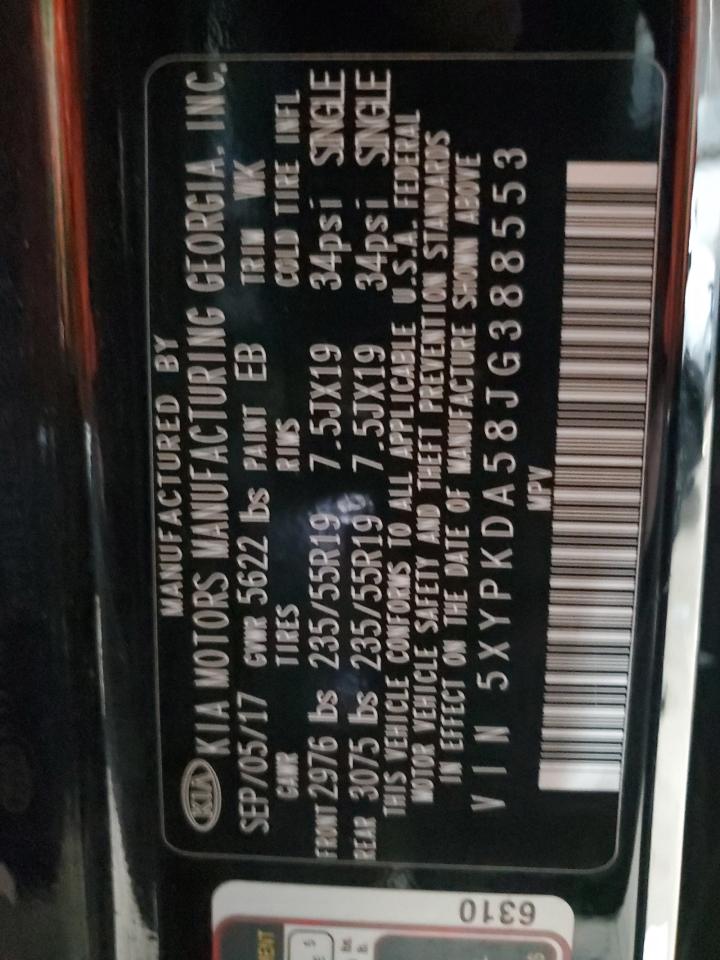 MANUFACTURED BY
KIA KIA MOTORS MANUFACTURING GEORGIA. INC.
SEP/05/17 GVWR 5622 lbs PAINT EB TRIM WK
GAWR TIRES RIMS COLD TIRE INFL
FRONT 2976 lbs 235/55R19 7.5JX19 34psi SINGLE
REAR 3075 lbs 235/55R19 7.5JX19 34psi SINGLE
THIS VEHICLE CONFORMS TO ALL APPLICABLE U.S.A. FEDERAL
MOTOR VEHICLE SAFETY AND THEFT PREVENTION STANDARDS
IN EFFECT ON THE DATE OF MANUFACTURE SHOWN ABOVE
VIN 5XYPKDA58JG388553
MPV
6310